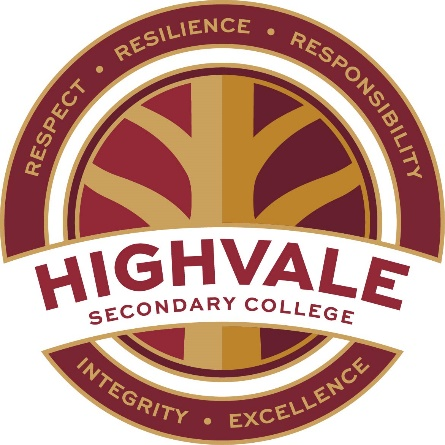 RESPECT • RESILIENCE • RESPONSIBILITY
HIGHVALE
SECONDARY COLLEGE
INTEGRITY • EXCELLENCE